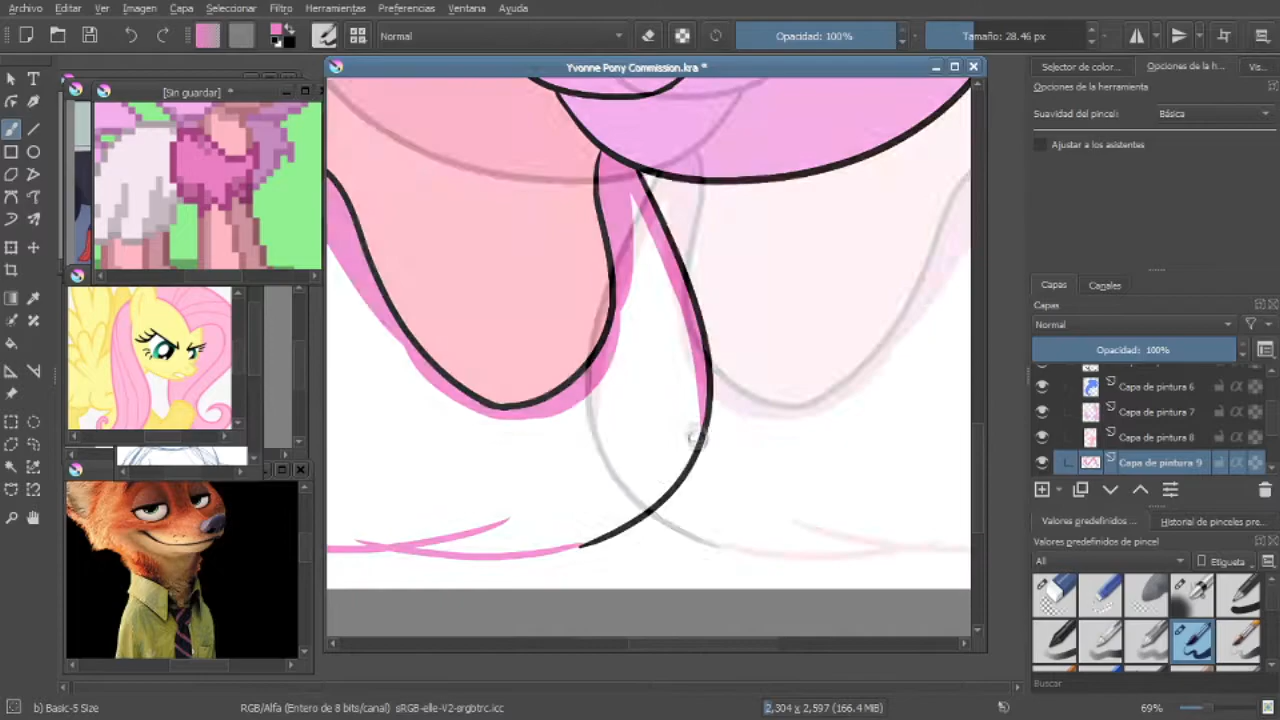 Archivo Editar Ver Imagen Capa Seleccionar Filtro Herramientas Preferencias Ventana Ayuda
Normal
Opacidad: 100%
Tamaño: 28.46 px
[Sin guardar] *
Yvonne Pony Commission.kra *
Selector de color...
Opciones de la h...
Vis...
Opciones de la herramienta
Suavidad del pincel:
Básica
Ajustar a los asistentes
Capas
Canales
Capas
Normal
Opacidad: 100%
Capa de pintura 6
Capa de pintura 7
Capa de pintura 8
Capa de pintura 9
Valores predefinidos ...
Historial de pinceles pre...
Valores predefinidos de pincel
All
Etiqueta
Buscar
b) Basic-5 Size
RGB/Alfa (Entero de 8 bits/canal) sRGB-elle-V2-srgbtrc.icc
2,304 x 2,597 (166.4 MiB)
69%